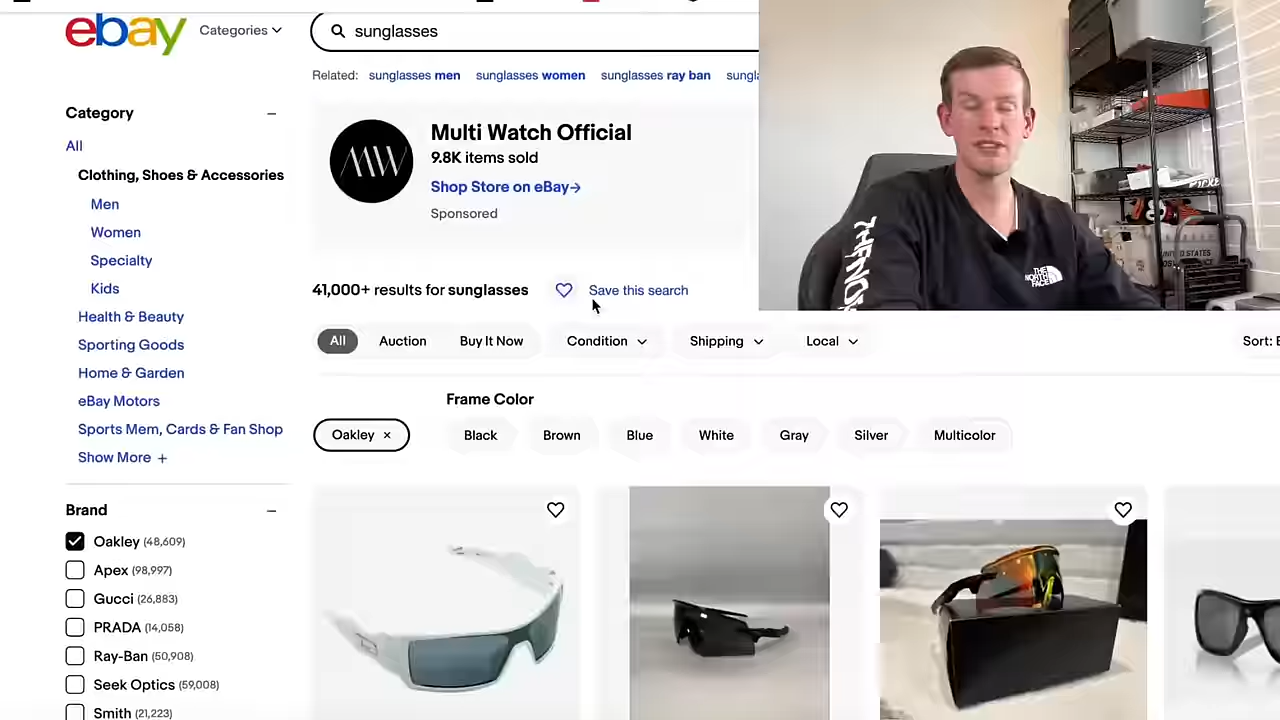 ebay
Categories
sunglasses
Related: sunglasses men sunglasses women sunglasses ray ban
Category
All
Clothing, Shoes & Accessories
Men
Women
Specialty
Kids
Health & Beauty
Sporting Goods
Home & Garden
eBay Motors
Sports Mem, Cards & Fan Shop
Show More +
Brand
Oakley (48,609)
Apex (98,997)
Gucci (26,883)
PRADA (14,058)
Ray-Ban (50,908)
Seek Optics (59,008)
Smith (21,223)
MW
Multi Watch Official
9.8K items sold
Shop Store on eBay→
Sponsored
41,000+ results for sunglasses
Save this search
All
Auction
Buy It Now
Condition
Shipping
Local
Sort:
Frame Color
Oakley ×
Black
Brown
Blue
White
Gray
Silver
Multicolor
THE
NORTH
FACE
UNITED STATES